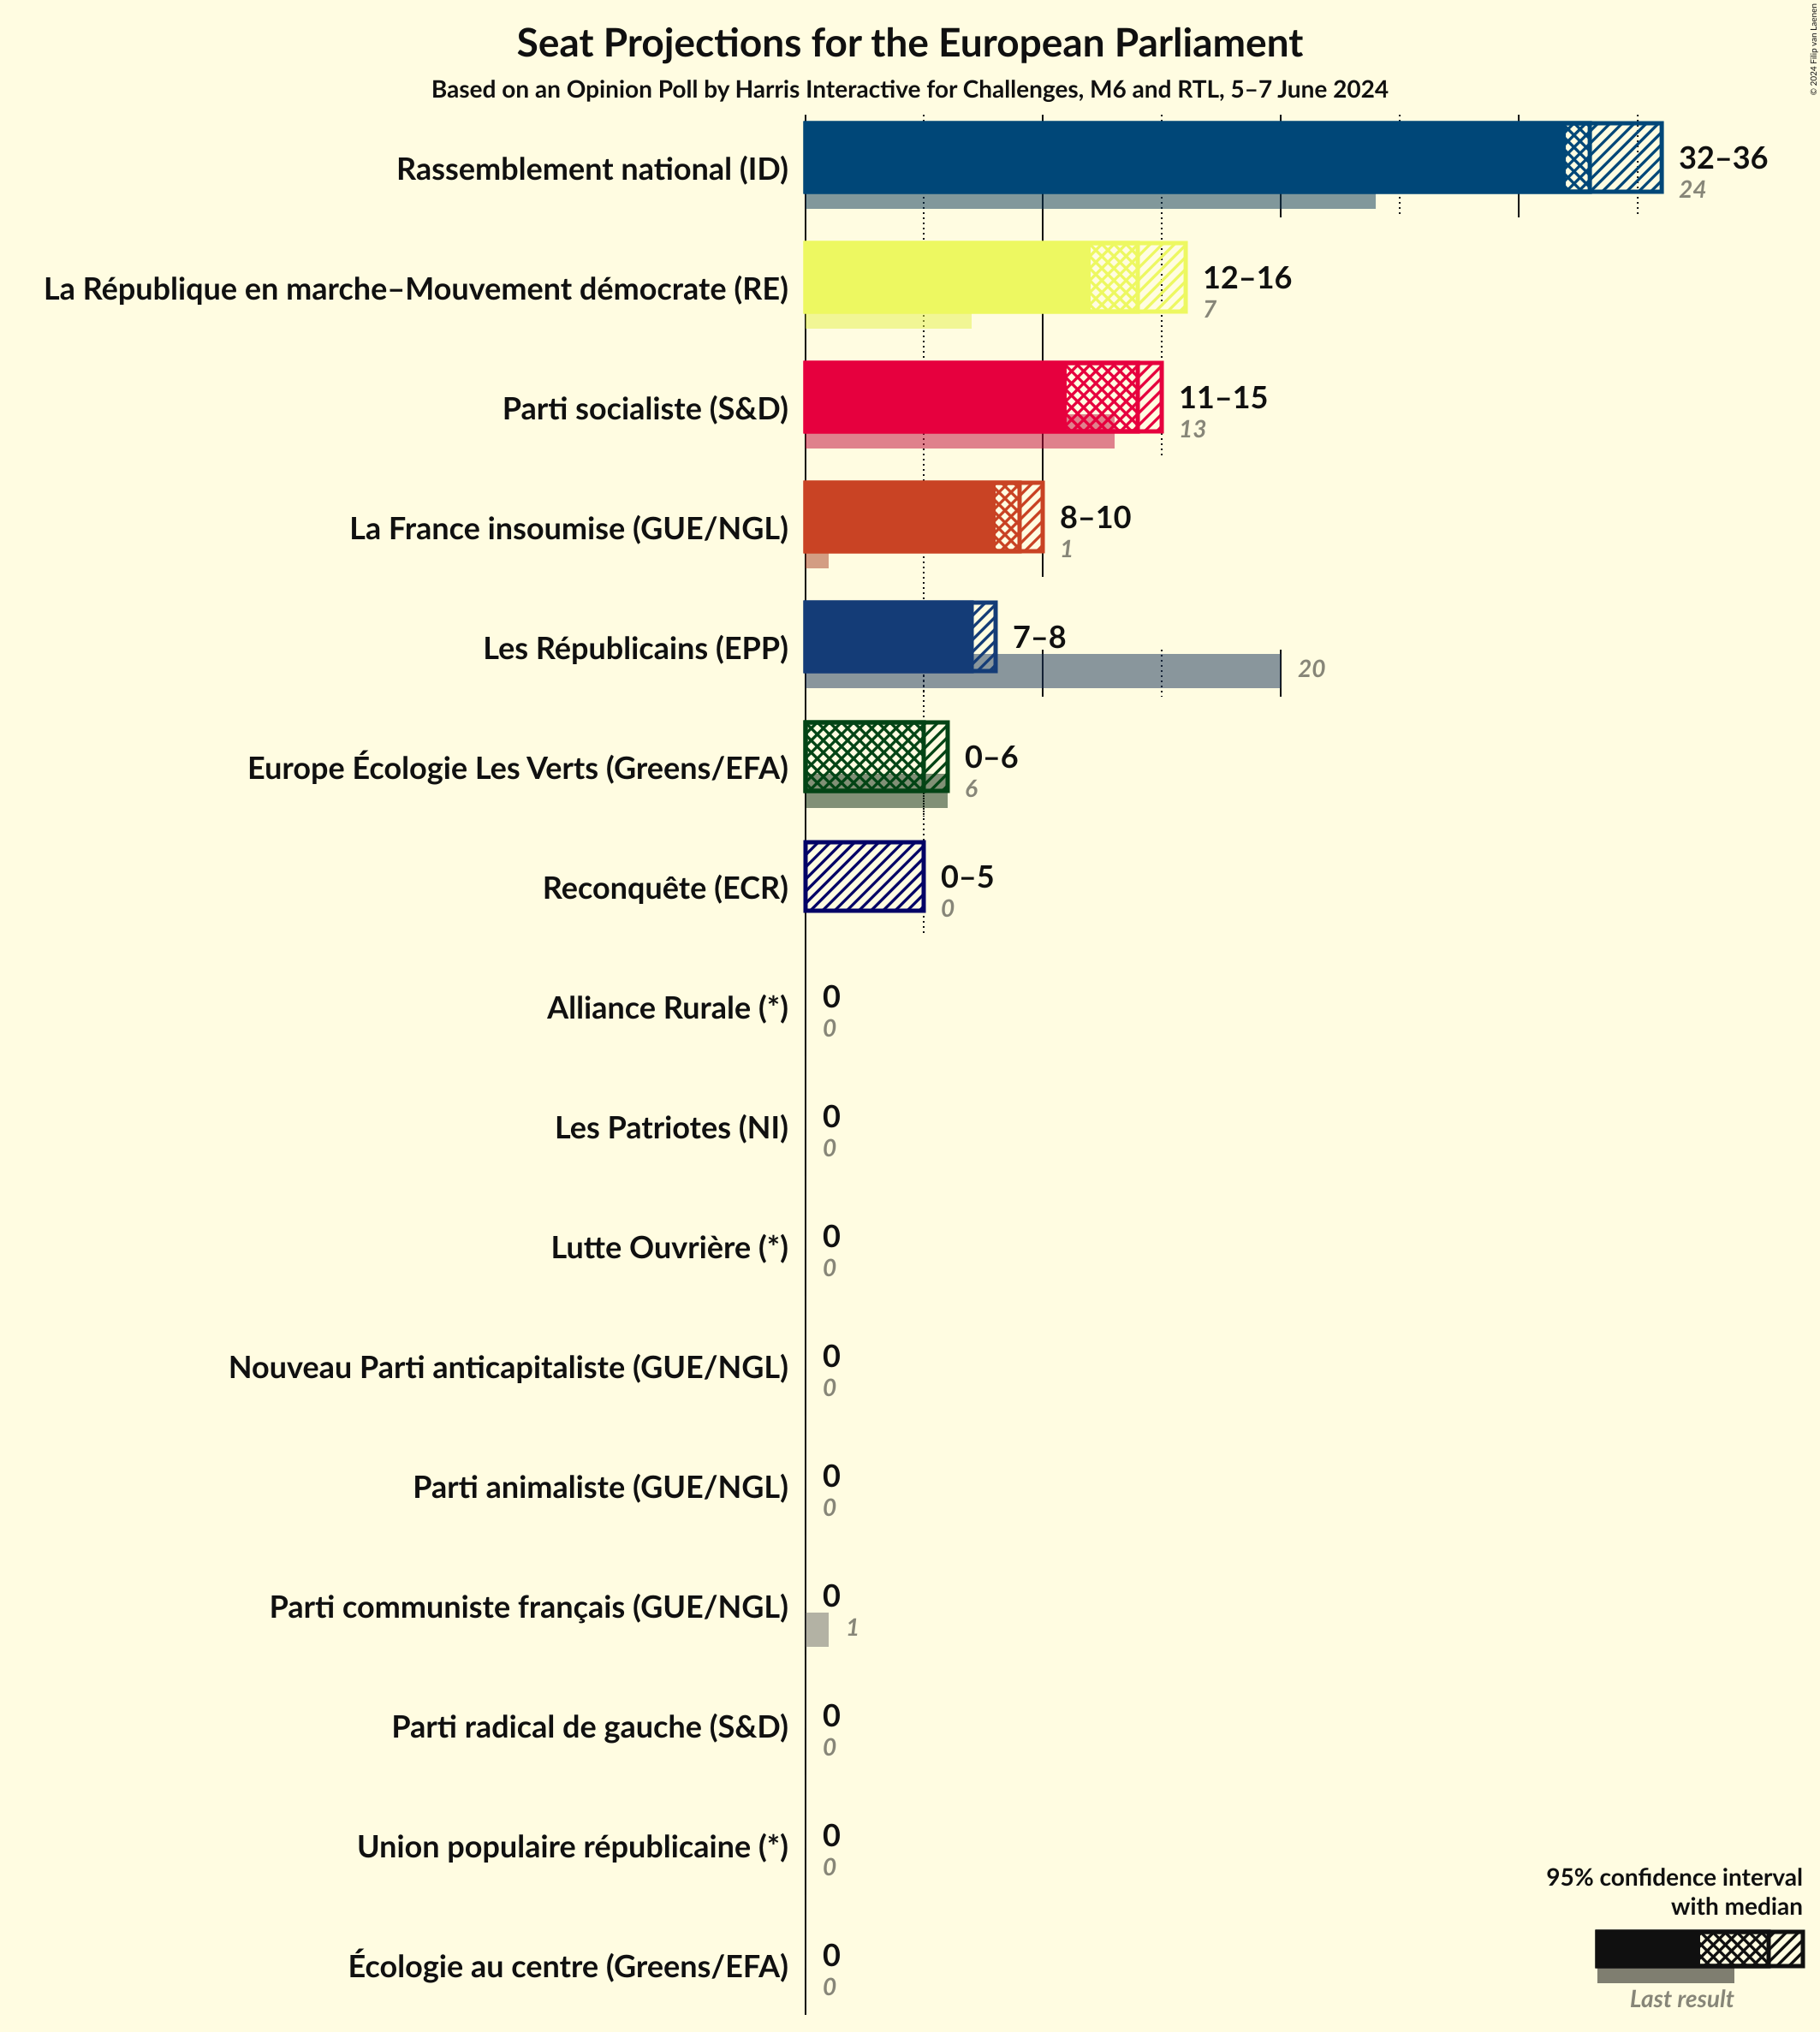 Seat Projections for the European Parliament
Based on an Opinion Poll by Harris Interactive for Challenges, M6 and RTL, 5–7 June 2024
© 2024 Filip van Laenen
Rassemblement national (ID)
32–36
24
La République en marche–Mouvement démocrate (RE)
12–16
7
Parti socialiste (S&D)
11–15
13
La France insoumise (GUE/NGL)
8–10
1
Les Républicains (EPP)
7–8
20
Europe Écologie Les Verts (Greens/EFA)
0–6
6
Reconquête (ECR)
0–5
0
Alliance Rurale (*)
0
0
Les Patriotes (NI)
0
0
Lutte Ouvrière (*)
0
0
Nouveau Parti anticapitaliste (GUE/NGL)
0
0
Parti animaliste (GUE/NGL)
0
0
Parti communiste français (GUE/NGL)
0
1
Parti radical de gauche (S&D)
0
0
Union populaire républicaine (*)
0
0
Écologie au centre (Greens/EFA)
0
0
95% confidence interval
with median
Last result